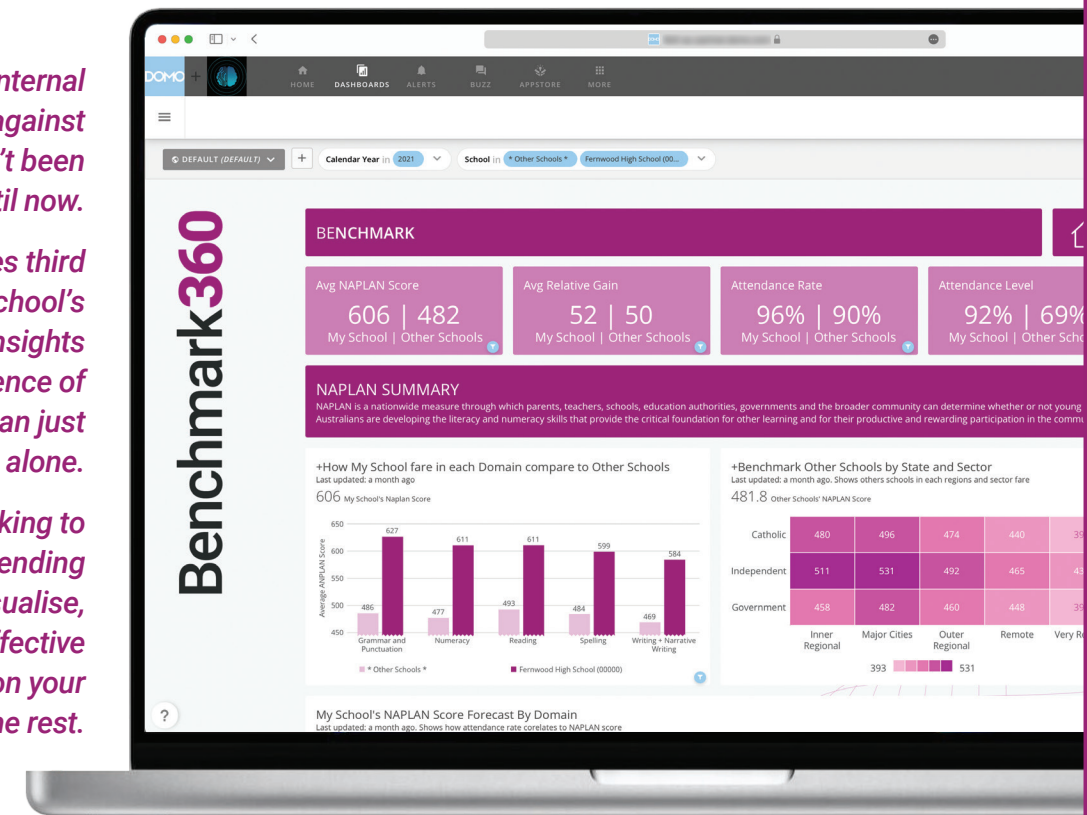 nternal
against
't been
til now.
es third
chool's
nsights
ence of
an just
alone.
king to
ending
sualise,
ffective
on your
he rest.
DOMO +
HOME DASHBOARDS ALERTS BUZZ APPSTORE MORE
DEFAULT (DEFAULT) + Calendar Year in 2021 School in * Other Schools * Fernwood High School (00...
Benchmark360
BENCHMARK
Avg NAPLAN Score
606 | 482
My School | Other Schools
Avg Relative Gain
52 | 50
My School | Other Schools
Attendance Rate
96% | 90%
My School | Other Schools
Attendance Level
92% | 69%
My School | Other Scho
NAPLAN SUMMARY
NAPLAN is a nationwide measure through which parents, teachers, schools, education authorities, governments and the broader community can determine whether or not young
Australians are developing the literacy and numeracy skills that provide the critical foundation for other learning and for their productive and rewarding participation in the commu
+How My School fare in each Domain compare to Other Schools
Last updated: a month ago
606 My School's Naplan Score
Average ANPLAN Score
650
600
550
500
450
486 627
477 611
493 611
484 599
469 584
Grammar and
Punctuation
Numeracy
Reading
Spelling
Writing + Narrative
Writing
* Other Schools *
Fernwood High School (00000)
+Benchmark Other Schools by State and Sector
Last updated: a month ago. Shows others schools in each regions and sector fare
481.8 Other Schools' NAPLAN Score
Catholic 480 496 474 440 39
Independent 511 531 492 465 43
Government 458 482 460 448 39
Inner
Regional
Major Cities
Outer
Regional
Remote
Very R
393 531
?
My School's NAPLAN Score Forecast By Domain
Last updated: a month ago. Shows how attendance rate corelates to NAPLAN score